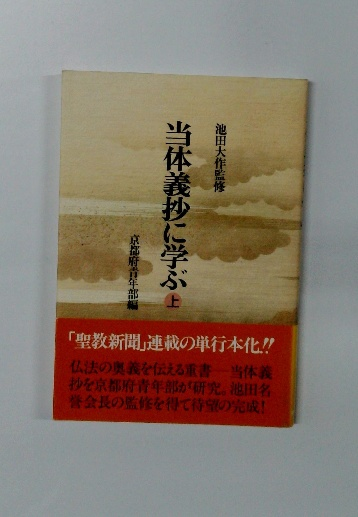 池田大作監修
当体義抄に学ぶ 上
京都府青年部編
「聖教新聞」連載の単行本化!!
仏法の奥義を伝える重書――当体義
抄を京都府青年部が研究。池田名
誉会長の監修を得て待望の完成!